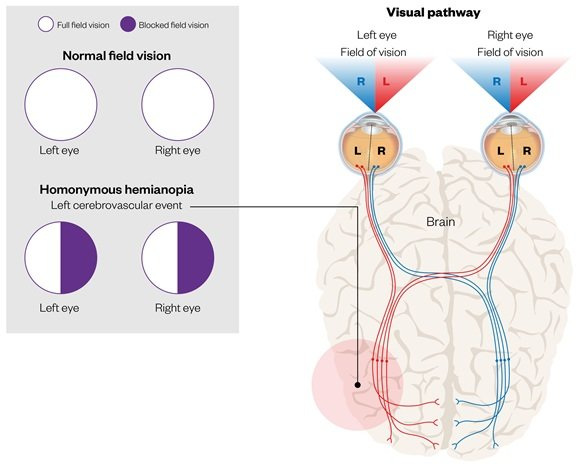 Full field vision
Blocked field vision
Normal field vision
Left eye
Right eye
Homonymous hemianopia
Left cerebrovascular event
Left eye
Right eye
Visual pathway
Left eye
Field of vision
Right eye
Field of vision
R L
R L
L R
L R
Brain